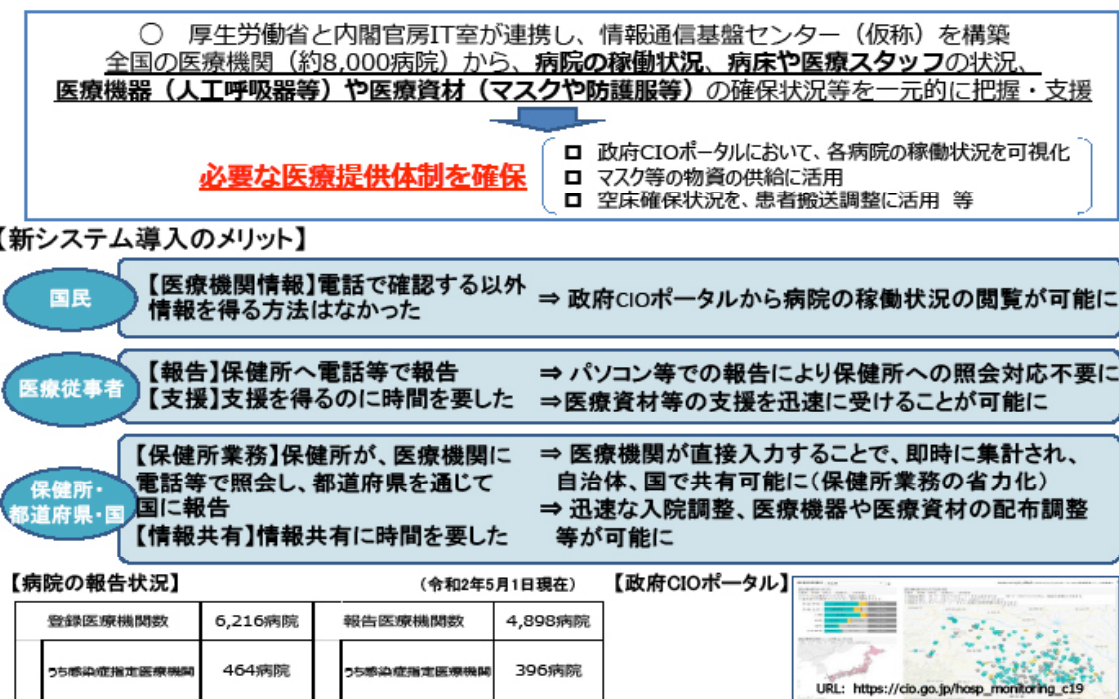 ○ 厚生労働省と内閣官房IT室が連携し、情報通信基盤センター（仮称）を構築
全国の医療機関（約8,000病院）から、病院の稼働状況、病床や医療スタッフの状況、
医療機器（人工呼吸器等）や医療資材（マスクや防護服等）の確保状況等を一元的に把握・支援
必要な医療提供体制を確保
政府CIOポータルにおいて、各病院の稼働状況を可視化
マスク等の物資の供給に活用
空床確保状況を、患者搬送調整に活用 等
【新システム導入のメリット】
国民
【医療機関情報】電話で確認する以外
情報を得る方法はなかった
⇒ 政府CIOポータルから病院の稼働状況の閲覧が可能に
医療従事者
【報告】保健所へ電話等で報告
【支援】支援を得るのに時間を要した
⇒ パソコン等での報告により保健所への照会対応不要に
⇒医療資材等の支援を迅速に受けることが可能に
保健所・
都道府県・国
【保健所業務】保健所が、医療機関に
電話等で照会し、都道府県を通じて
国に報告
【情報共有】情報共有に時間を要した
⇒ 医療機関が直接入力することで、即時に集計され、
自治体、国で共有可能に（保健所業務の省力化）
⇒ 迅速な入院調整、医療機器や医療資材の配布調整
等が可能に
【病院の報告状況】
（令和2年5月1日現在）
登録医療機関数 6,216病院 報告医療機関数 4,898病院
うち感染症指定医療機関 464病院 うち感染症指定医療機関 396病院
【政府CIOポータル】
URL: https://cio.go.jp/hosp_monitoring_c19